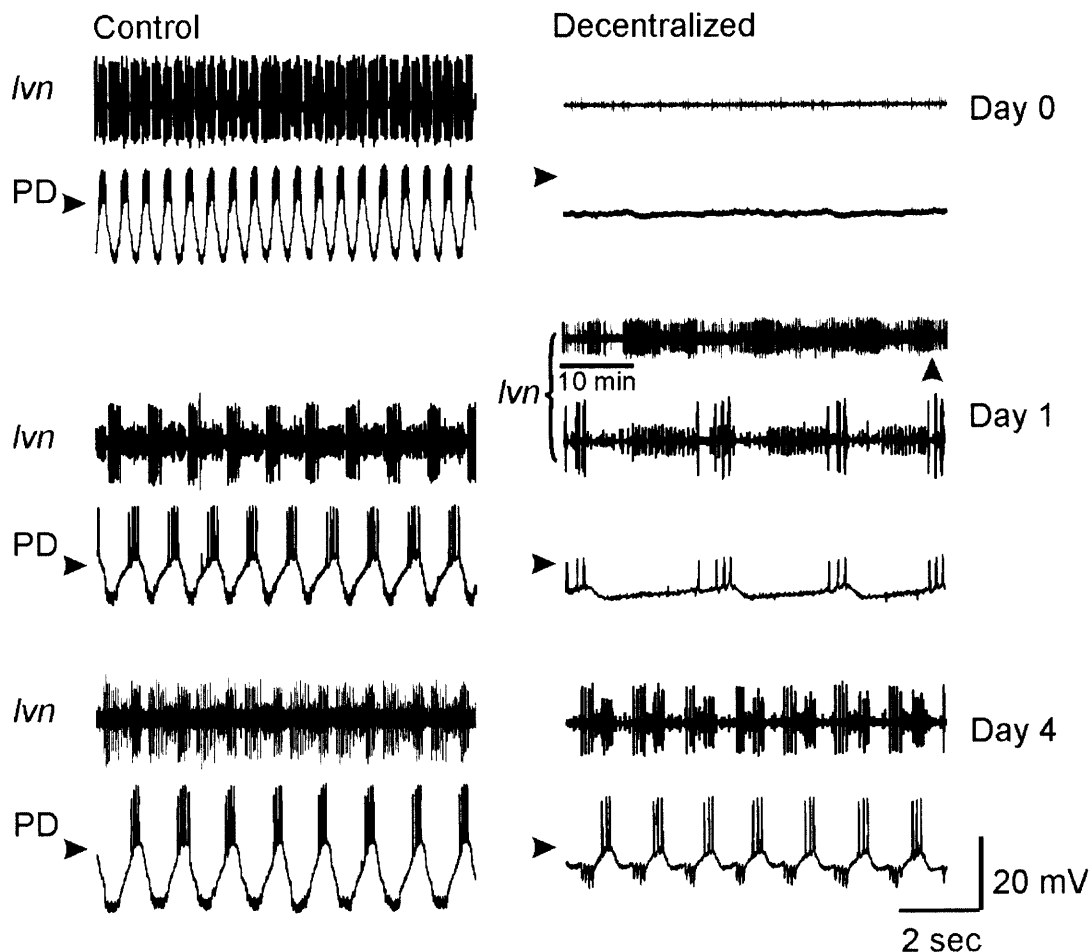 Control
Decentralized
lvn
Day 0
PD
lvn
10 min
lvn
Day 1
PD
lvn
Day 4
PD
20 mV
2 sec